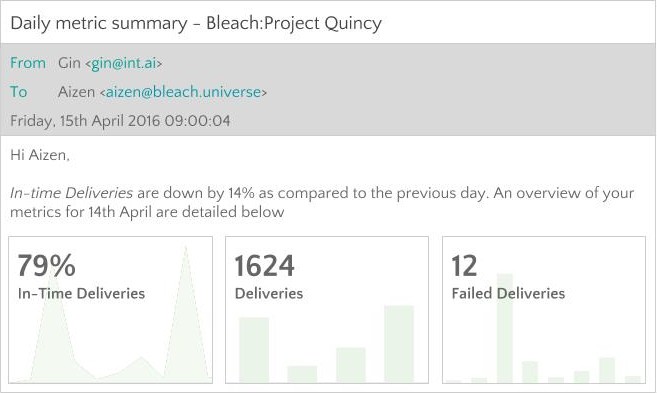 Daily metric summary - Bleach:Project Quincy
From Gin <gin@int.ai>
To Aizen <aizen@bleach.universe>
Friday, 15th April 2016 09:00:04
Hi Aizen,
In-time Deliveries are down by 14% as compared to the previous day. An overview of your
metrics for 14th April are detailed below
79%
In-Time Deliveries
1624
Deliveries
12
Failed Deliveries